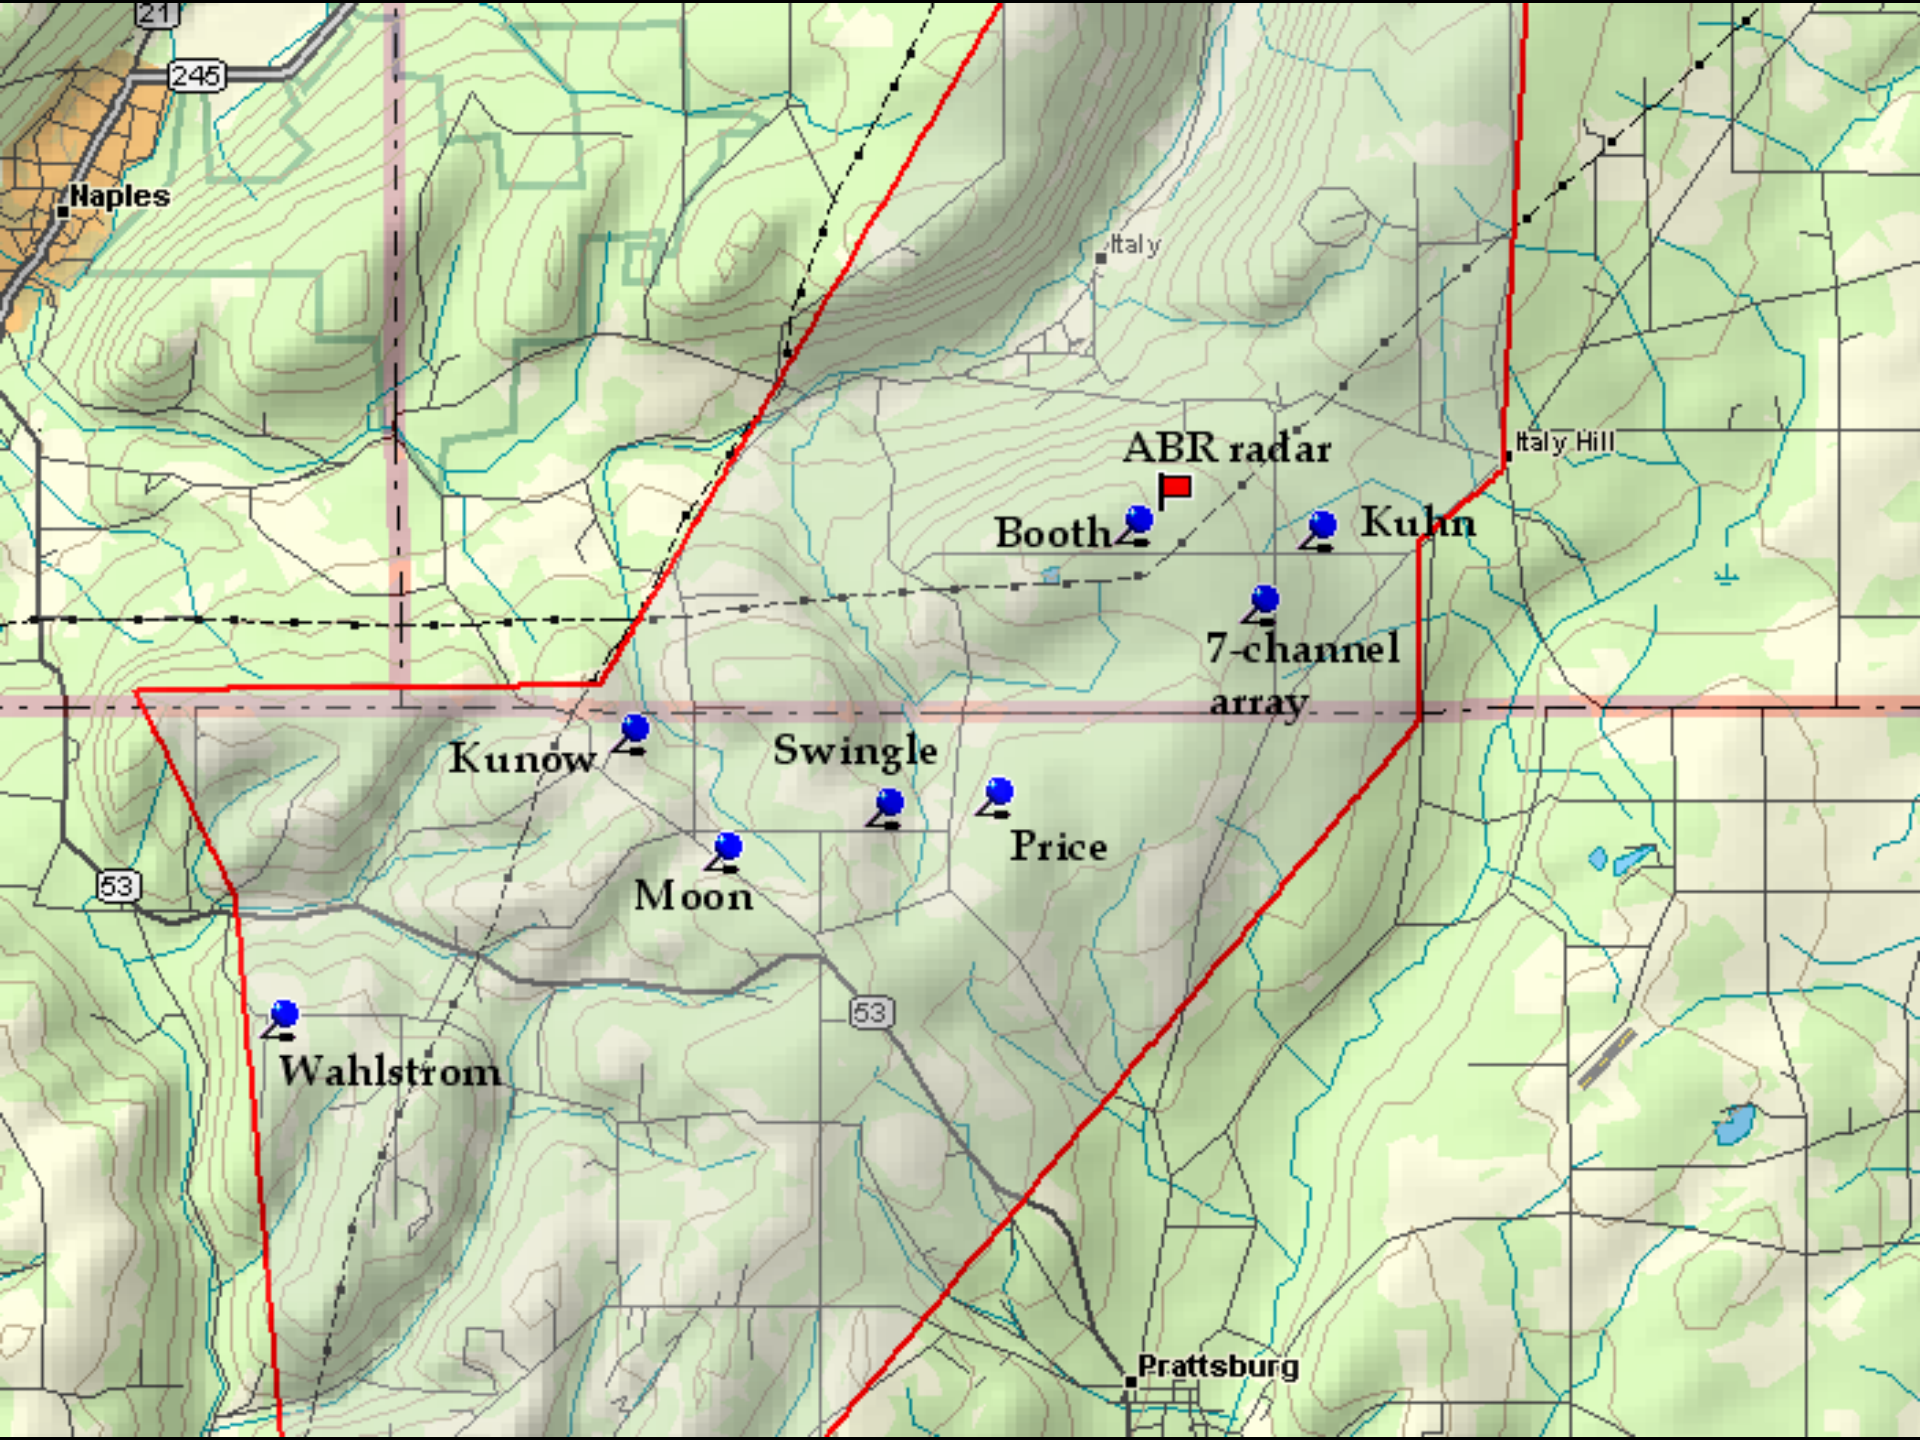 21
245
Naples
Italy
ABR radar
Italy Hill
Booth
Kuhn
7-channel
array
Kunow
Swingle
Price
53
Moon
53
Wahlstrom
Prattsburg